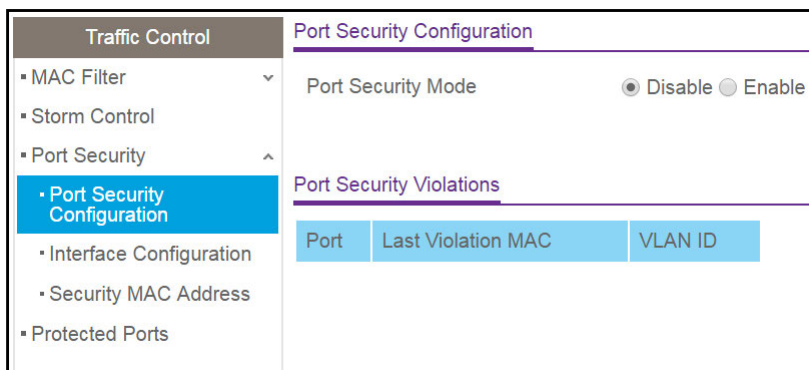 Traffic Control
MAC Filter
Storm Control
Port Security
Port Security
Configuration
Interface Configuration
Security MAC Address
Protected Ports
Port Security Configuration
Port Security Mode
Disable Enable
Port Security Violations
Port Last Violation MAC VLAN ID